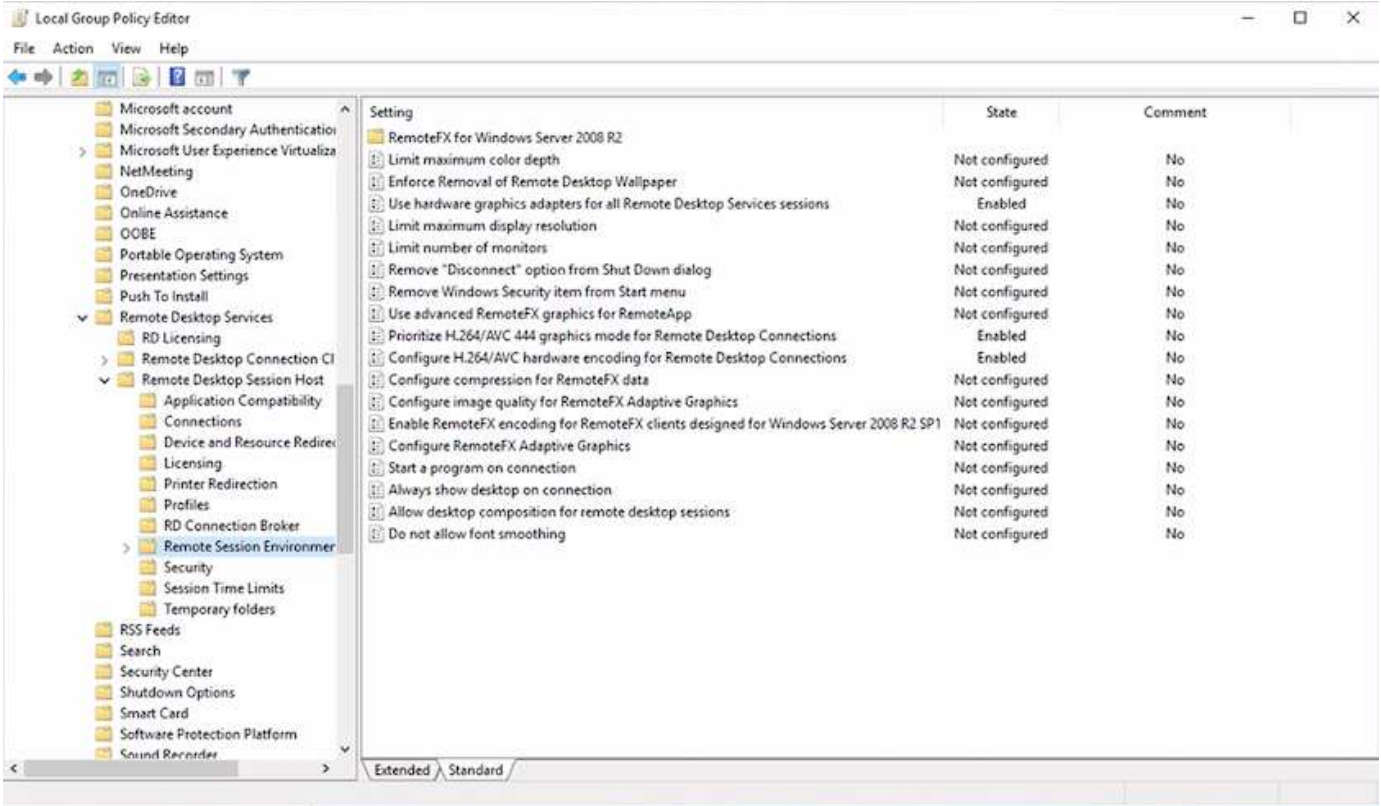 Local Group Policy Editor
File Action View Help
Microsoft account
Microsoft Secondary Authentication
Microsoft User Experience Virtualiza
NetMeeting
OneDrive
Online Assistance
OOBE
Portable Operating System
Presentation Settings
Push To Install
Remote Desktop Services
RD Licensing
Remote Desktop Connection Cl
Remote Desktop Session Host
Application Compatibility
Connections
Device and Resource Redirec
Licensing
Printer Redirection
Profiles
RD Connection Broker
Remote Session Environmen
Security
Session Time Limits
Temporary folders
RSS Feeds
Search
Security Center
Shutdown Options
Smart Card
Software Protection Platform
Sound Recorder
Setting State Comment
RemoteFX for Windows Server 2008 R2
Limit maximum color depth Not configured No
Enforce Removal of Remote Desktop Wallpaper Not configured No
Use hardware graphics adapters for all Remote Desktop Services sessions Enabled No
Limit maximum display resolution Not configured No
Limit number of monitors Not configured No
Remove "Disconnect" option from Shut Down dialog Not configured No
Remove Windows Security item from Start menu Not configured No
Use advanced RemoteFX graphics for RemoteApp Not configured No
Prioritize H.264/AVC 444 graphics mode for Remote Desktop Connections Enabled No
Configure H.264/AVC hardware encoding for Remote Desktop Connections Enabled No
Configure compression for RemoteFX data Not configured No
Configure image quality for RemoteFX Adaptive Graphics Not configured No
Enable RemoteFX encoding for RemoteFX clients designed for Windows Server 2008 R2 SP1 Not configured No
Configure RemoteFX Adaptive Graphics Not configured No
Start a program on connection Not configured No
Always show desktop on connection Not configured No
Allow desktop composition for remote desktop sessions Not configured No
Do not allow font smoothing Not configured No
Extended Standard